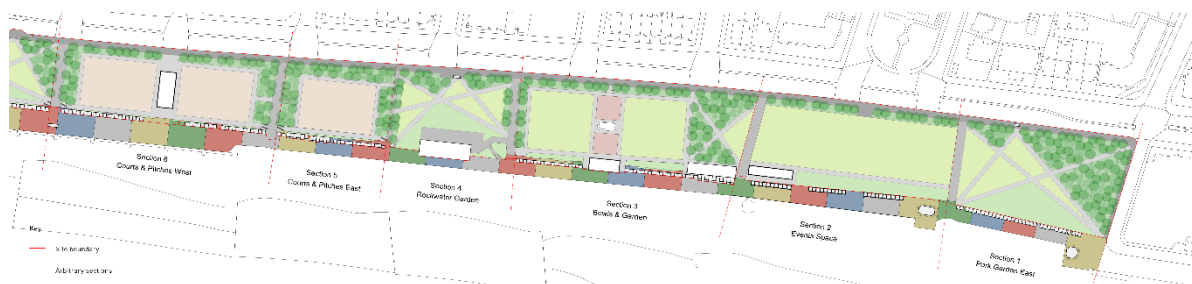 Section 6
Courts & Pitches West
Section 5
Courts & Pitches East
Section 4
Rockwater Garden
Section 3
Bowls & Garden
Section 2
Events Space
Section 1
Park Garden East
Key
Site boundary
Arbitrary sections